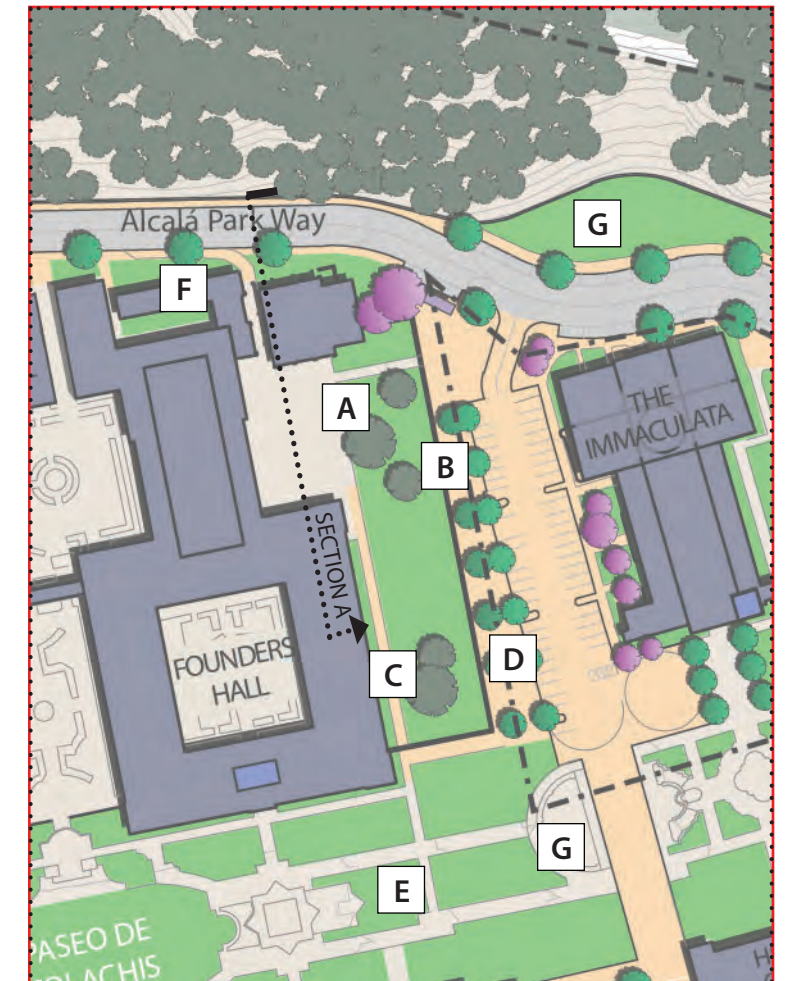 Alcalá Park Way
G
F
THE
IMMACULATA
A
B
SECTION A
D
FOUNDERS
HALL
C
G
E
PASEO DE
OLACHIS
H